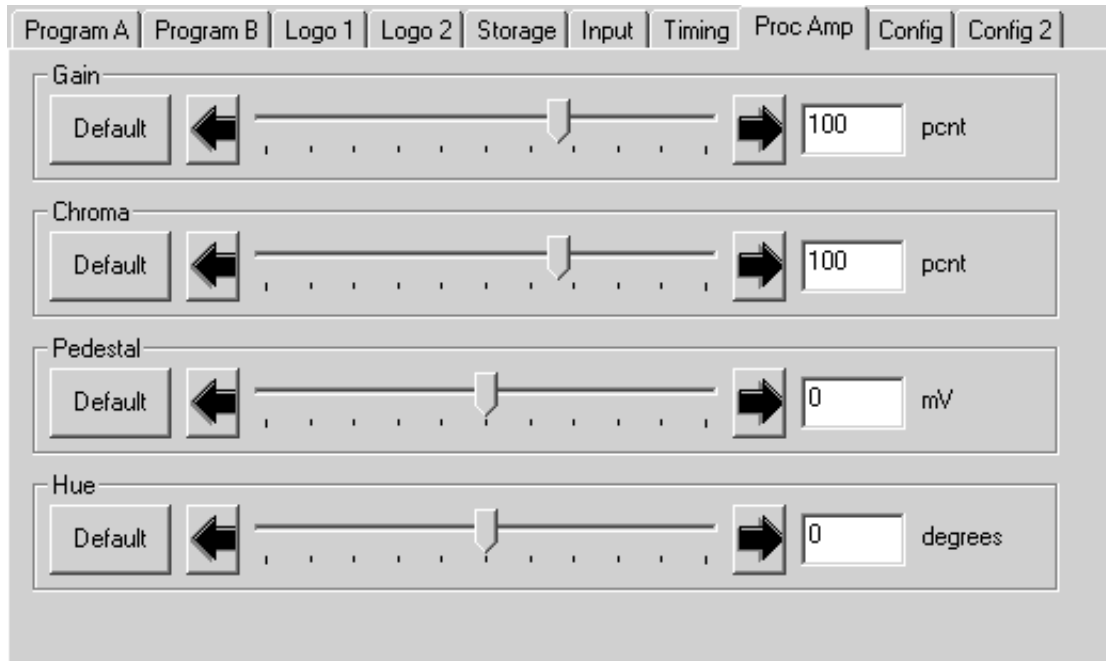 Program A Program B Logo 1 Logo 2 Storage Input Timing Proc Amp Config Config 2
Gain
Default 100 pcnt
Chroma
Default 100 pcnt
Pedestal
Default 0 mV
Hue
Default 0 degrees